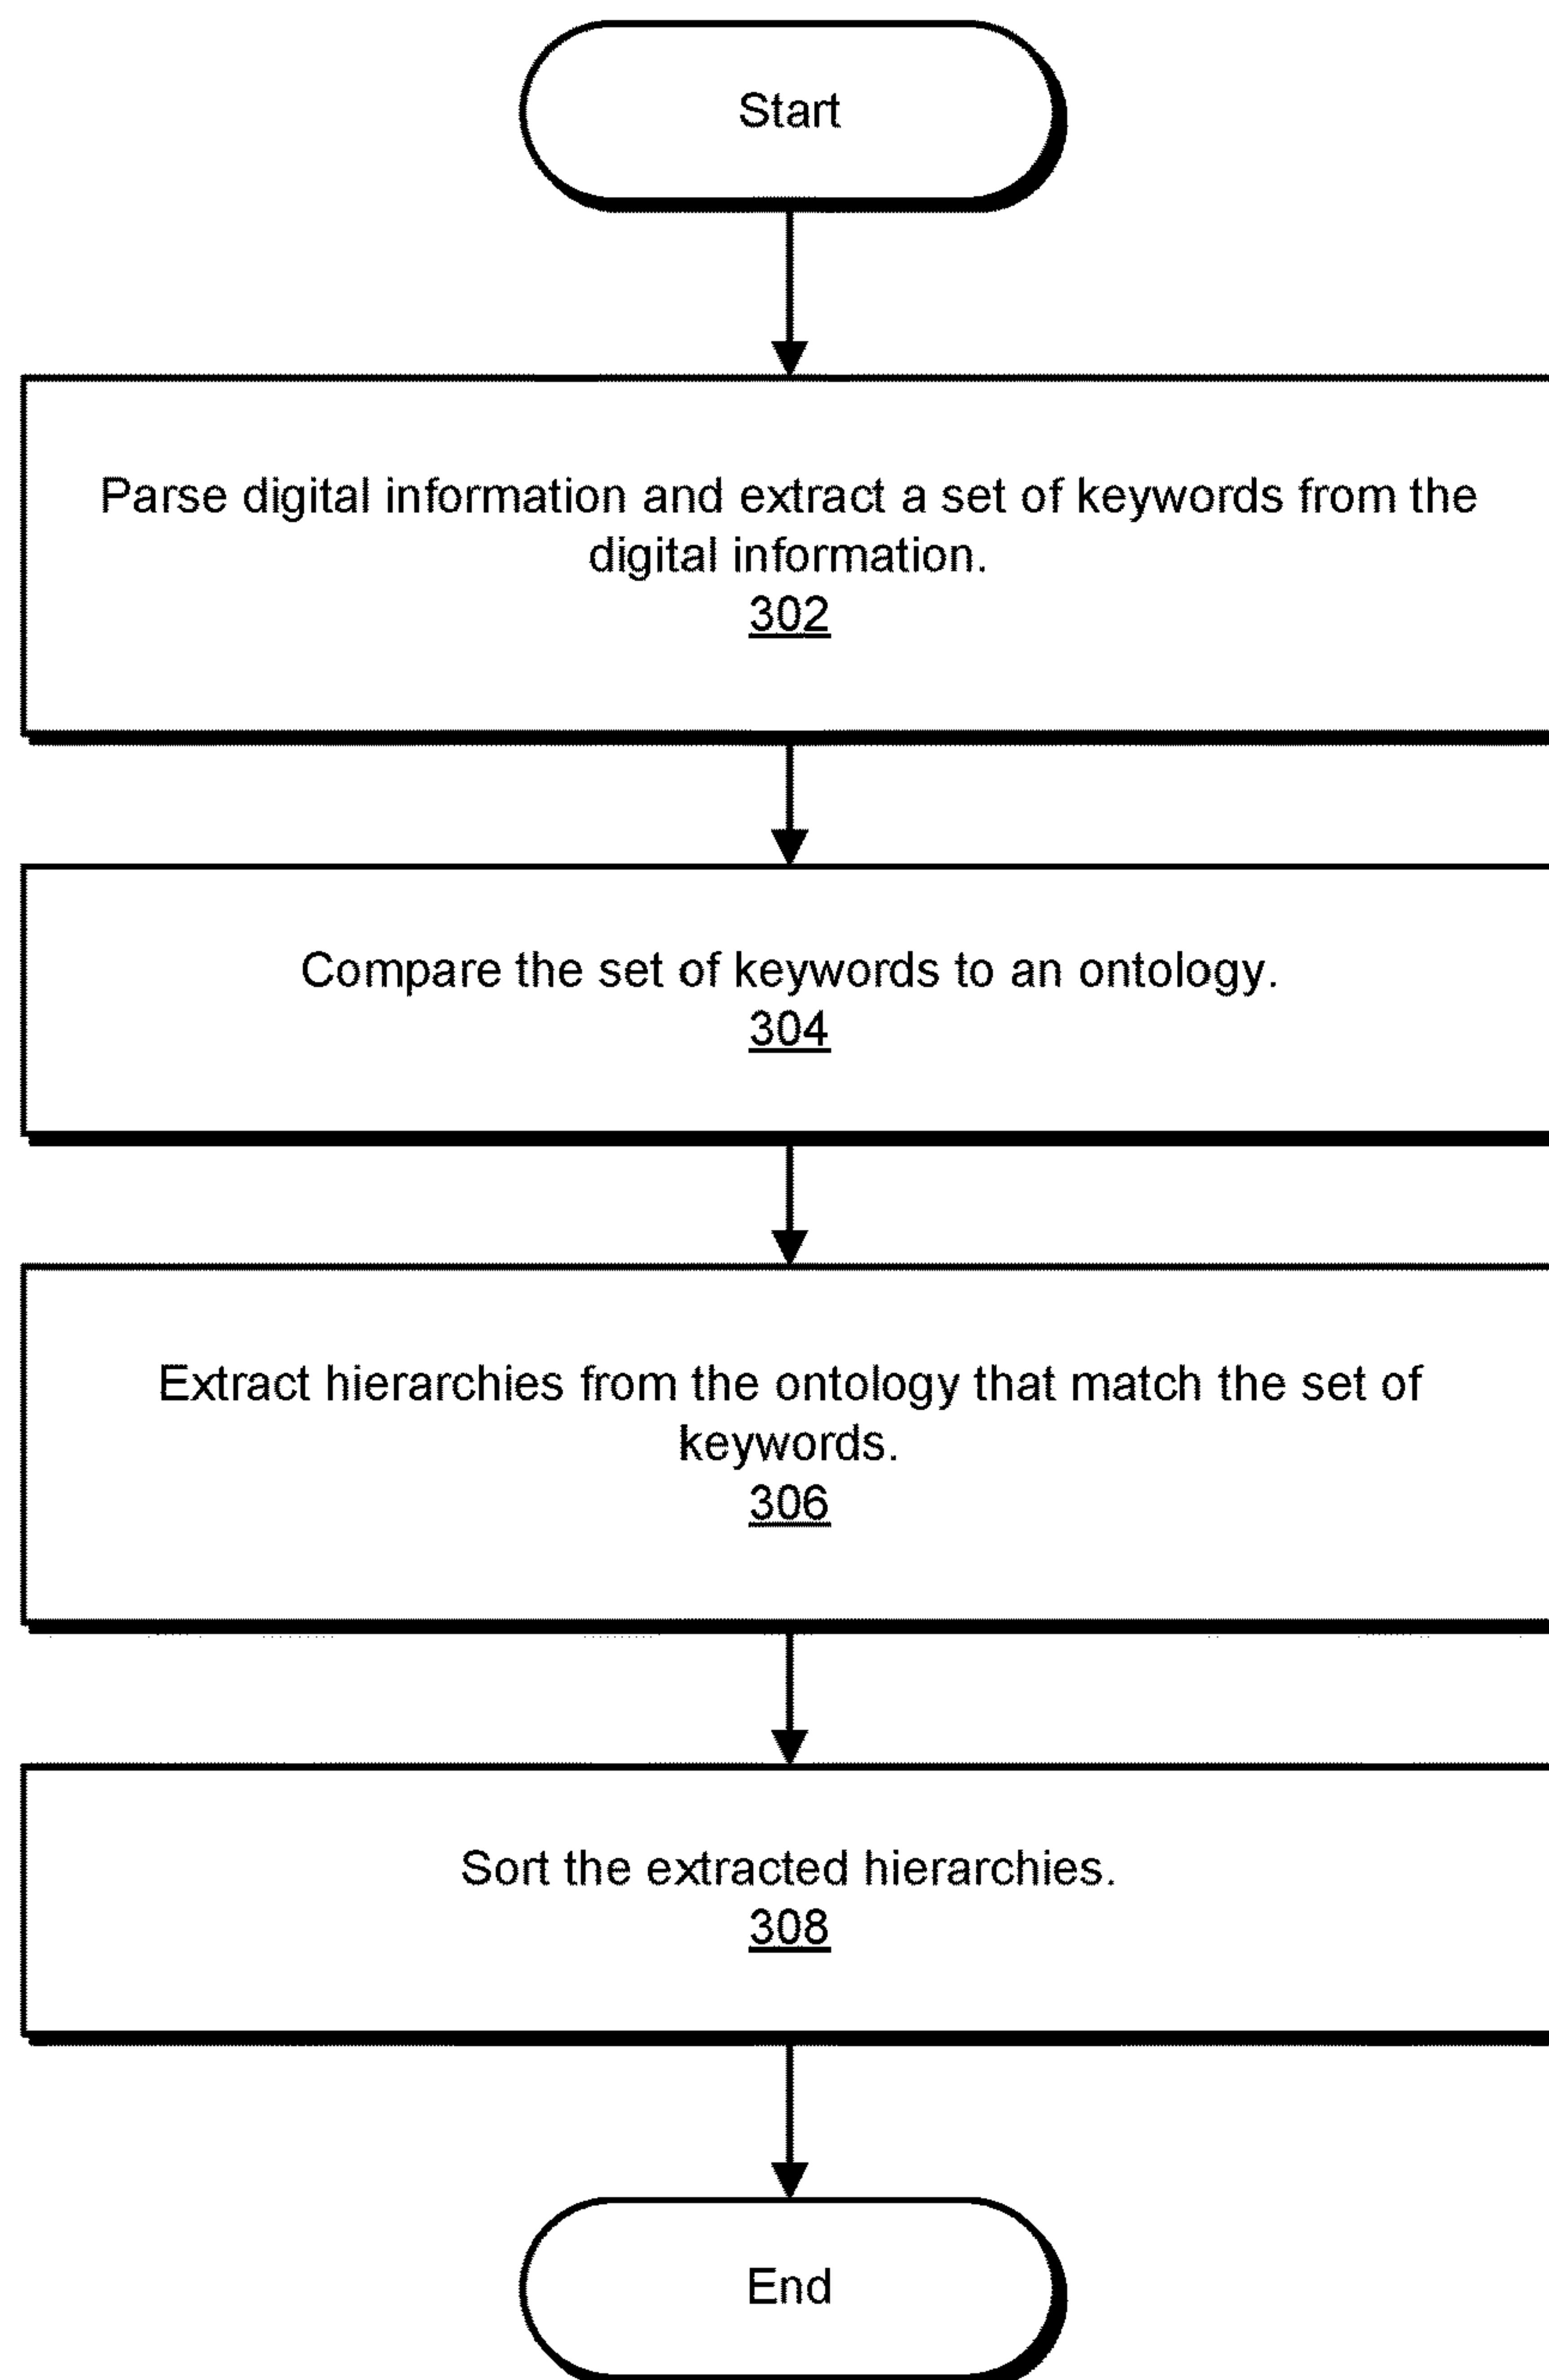 Start
Parse digital information and extract a set of keywords from the
digital information.
302
Compare the set of keywords to an ontology.
304
Extract hierarchies from the ontology that match the set of
keywords.
306
Sort the extracted hierarchies.
308
End